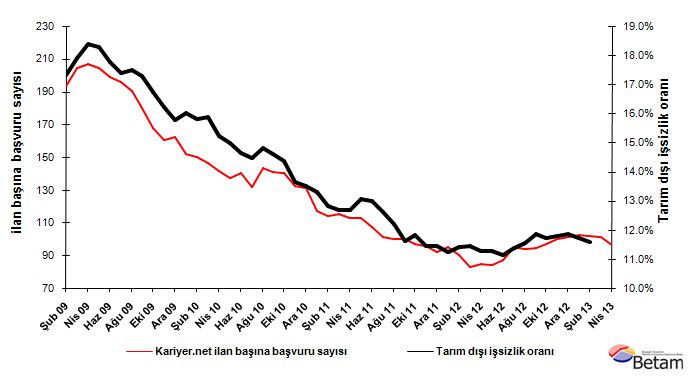 230
210
190
170
150
130
110
90
70
ilan başına başvuru sayısı
19.0%
18.0%
17.0%
16.0%
15.0%
14.0%
13.0%
12.0%
11.0%
10.0%
Tarım dışı işsizlik oranı
Şub 09
Nis 09
Haz 09
Ağu 09
Eki 09
Ara 09
Şub 10
Nis 10
Haz 10
Ağu 10
Eki 10
Ara 10
Şub 11
Nis 11
Haz 11
Ağu 11
Eki 11
Ara 11
Şub 12
Nis 12
Haz 12
Ağu 12
Eki 12
Ara 12
Şub 13
Nis 13
Kariyer.net ilan başına başvuru sayısı
Tarım dışı işsizlik oranı
Betam